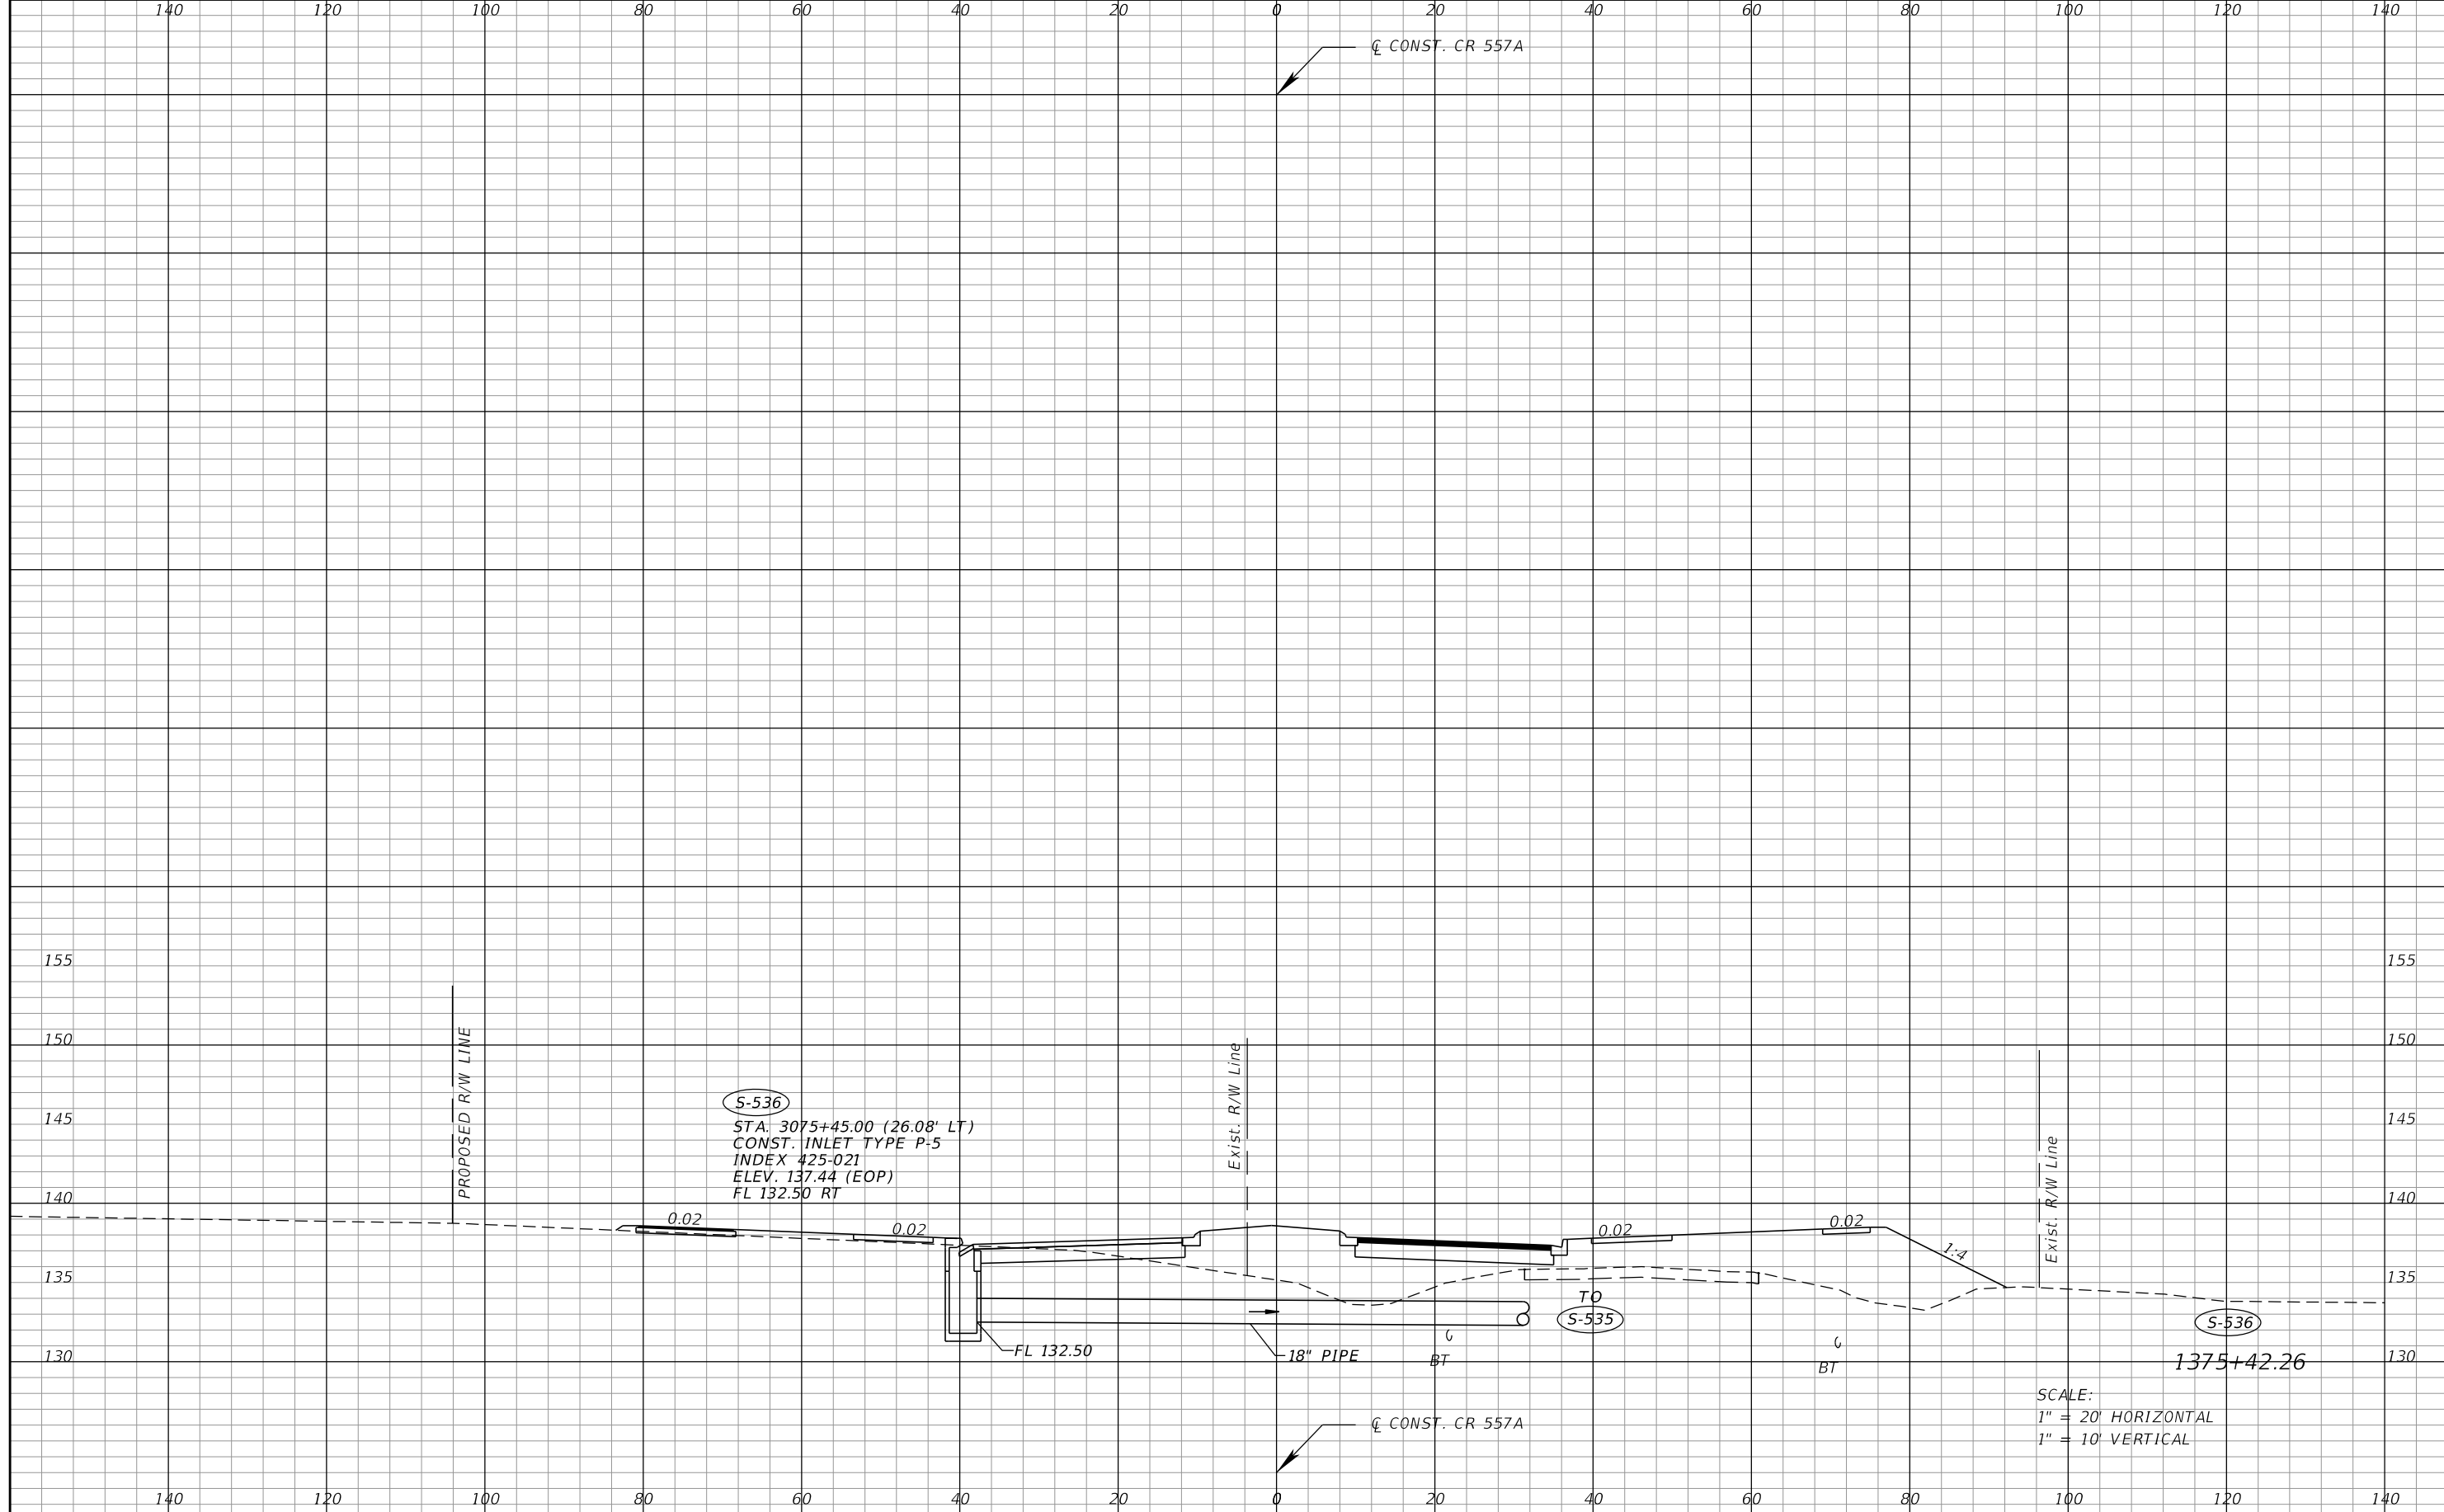 140 120 100 80 60 40 20 0 20 40 60 80 100 120 140
℄ CONST. CR 557A
155 155
150 150
145 145
140 140
135 135
130 130
PROPOSED R/W LINE
Exist. R/W Line
Exist. R/W Line
S-536
STA. 3075+45.00 (26.08' LT)
CONST. INLET TYPE P-5
INDEX 425-021
ELEV. 137.44 (EOP)
FL 132.50 RT
0.02
0.02
0.02
0.02
1:4
TO
S-535
FL 132.50
18" PIPE
BT
BT
S-536
1375+42.26
SCALE:
1" = 20' HORIZONTAL
1" = 10' VERTICAL
℄ CONST. CR 557A
140 120 100 80 60 40 20 0 20 40 60 80 100 120 140